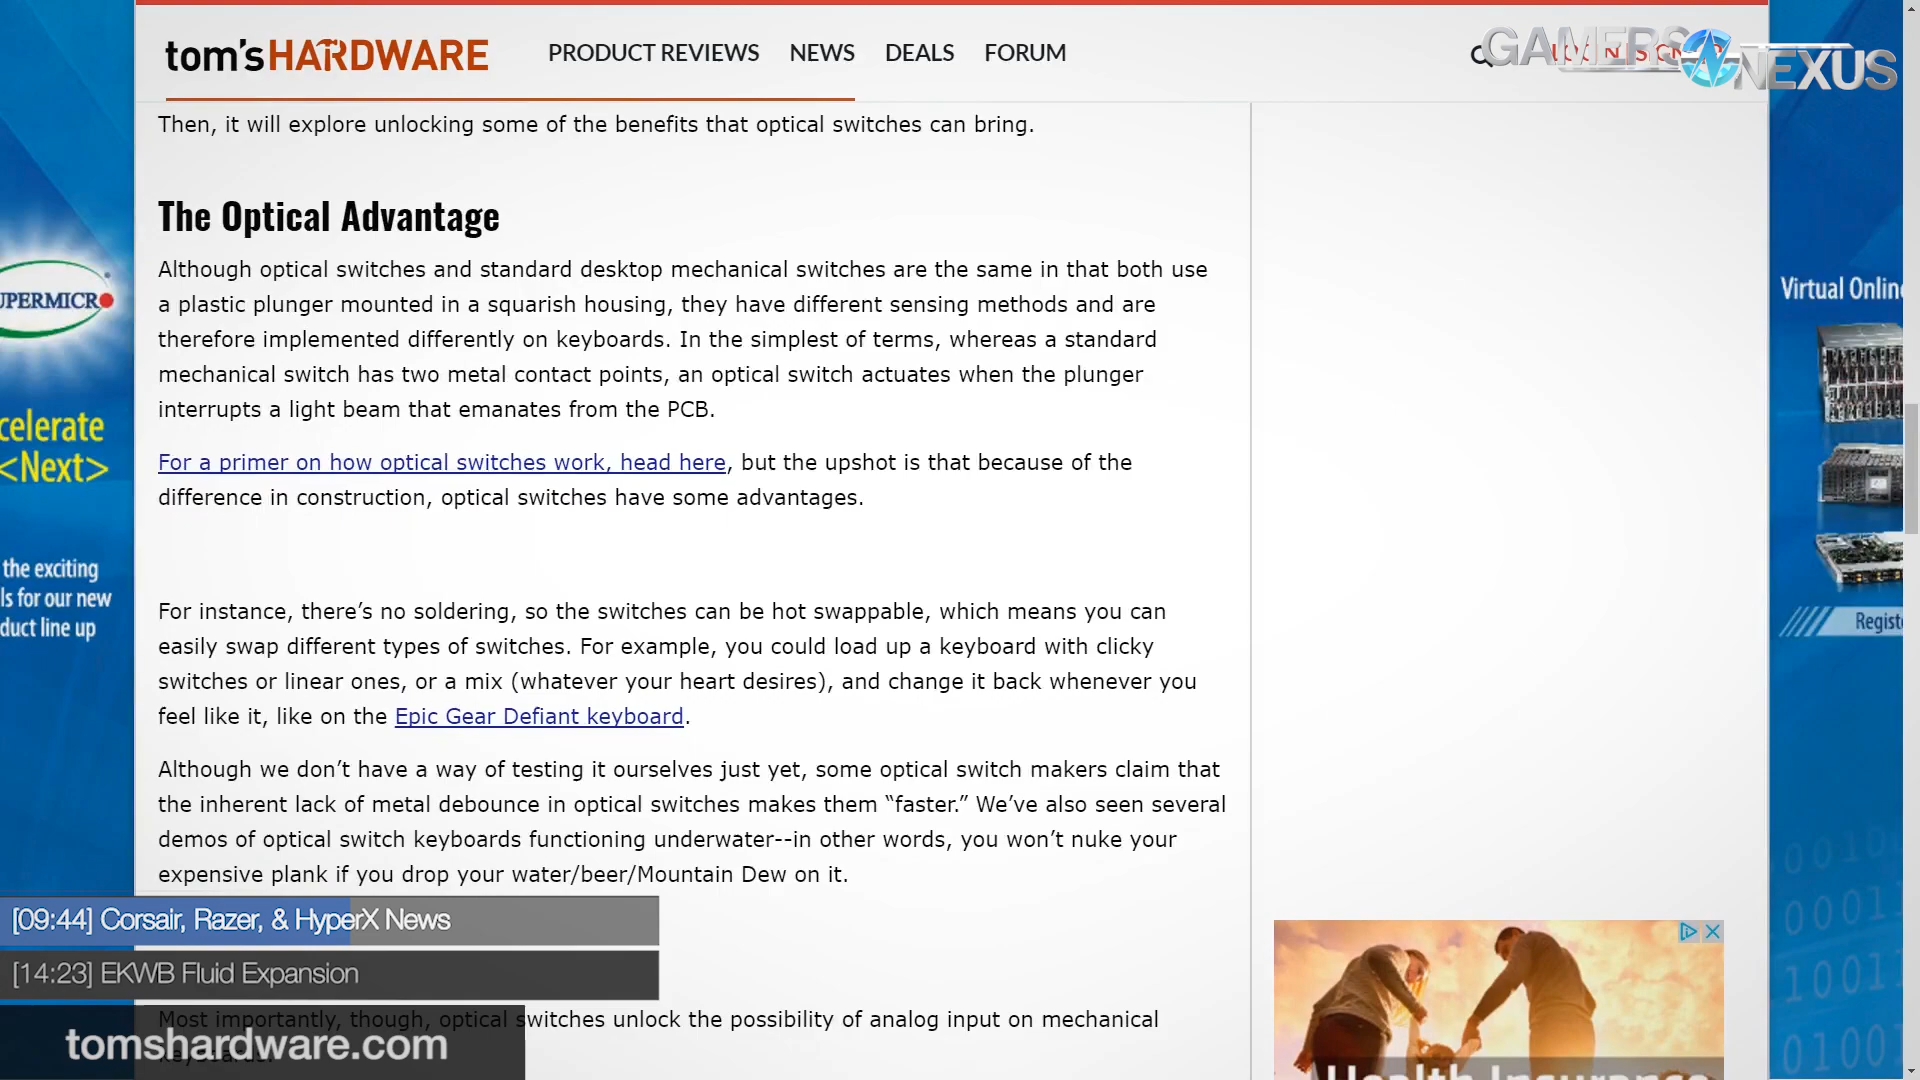 tom's HARDWARE
PRODUCT REVIEWS NEWS DEALS FORUM
GAMERS NEXUS
Then, it will explore unlocking some of the benefits that optical switches can bring.
The Optical Advantage
Although optical switches and standard desktop mechanical switches are the same in that both use
a plastic plunger mounted in a squarish housing, they have different sensing methods and are
therefore implemented differently on keyboards. In the simplest of terms, whereas a standard
mechanical switch has two metal contact points, an optical switch actuates when the plunger
interrupts a light beam that emanates from the PCB.
For a primer on how optical switches work, head here, but the upshot is that because of the
difference in construction, optical switches have some advantages.
For instance, there’s no soldering, so the switches can be hot swappable, which means you can
easily swap different types of switches. For example, you could load up a keyboard with clicky
switches or linear ones, or a mix (whatever your heart desires), and change it back whenever you
feel like it, like on the Epic Gear Defiant keyboard.
Although we don’t have a way of testing it ourselves just yet, some optical switch makers claim that
the inherent lack of metal debounce in optical switches makes them “faster.” We’ve also seen several
demos of optical switch keyboards functioning underwater--in other words, you won’t nuke your
expensive plank if you drop your water/beer/Mountain Dew on it.
Most importantly, though, optical switches unlock the possibility of analog input on mechanical
keyboards.
UPERMICR
celerate
<Next>
the exciting
ls for our new
duct line up
Virtual Onlin
Regist
[09:44] Corsair, Razer, & HyperX News
[14:23] EKWB Fluid Expansion
tomshardware.com
Health Insurance